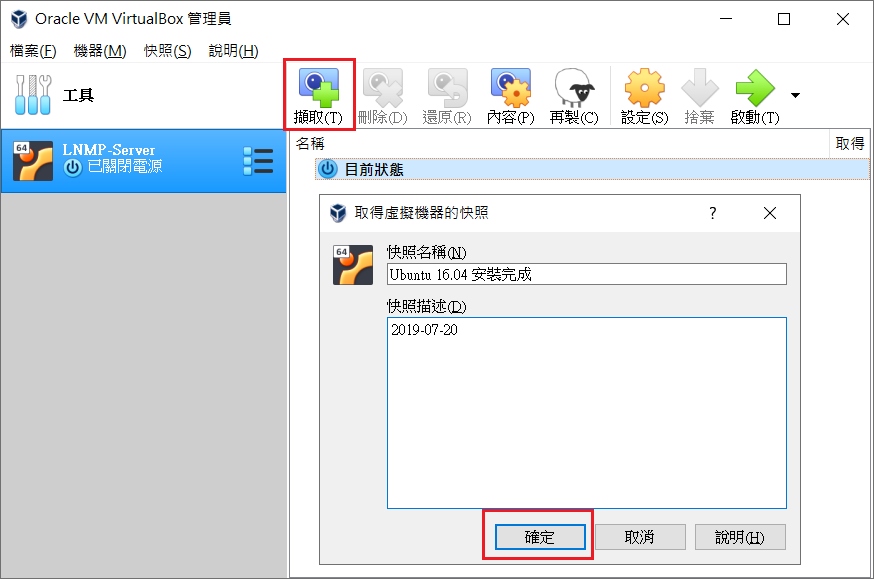 Oracle VM VirtualBox 管理員
檔案(F) 機器(M) 快照(S) 說明(H)
工具
擷取(T) 刪除(D) 還原(R) 內容(P) 再製(C) 設定(S) 捨棄 啟動(T)
64 LNMP-Server
已關閉電源
名稱 取得
目前狀態
取得虛擬機器的快照 ?
64
快照名稱(N)
Ubuntu 16.04 安裝完成
快照描述(D)
2019-07-20
確定 取消 說明(H)